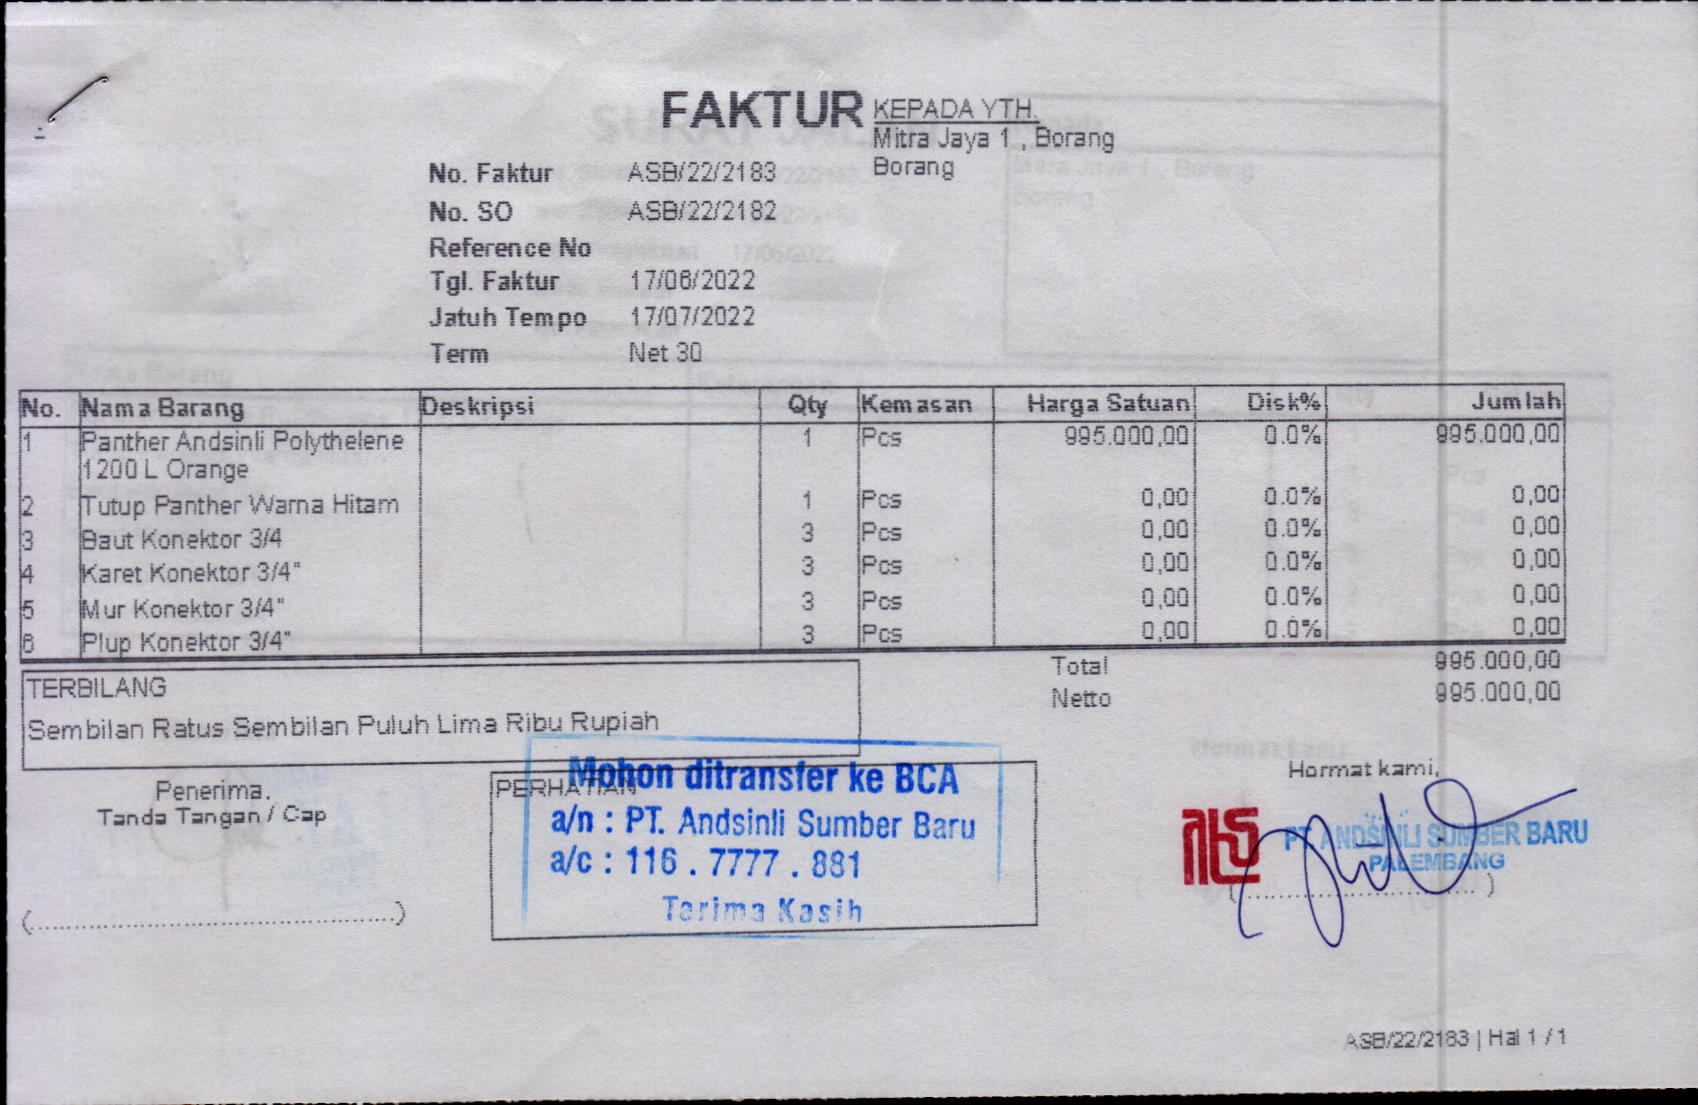 FAKTUR
KEPADA YTH.
Mitra Jaya 1 , Borang
Borang
No. Faktur ASB/22/2183
No. SO ASB/22/2182
Reference No
Tgl. Faktur 17/06/2022
Jatuh Tempo 17/07/2022
Term Net 30
No. Nama Barang Deskripsi Qty Kemasan Harga Satuan Disk% Jumlah
1 Panther Andsinli Polythelene 1 Pcs 995.000,00 0.0% 995.000,00
1200 L Orange
2 Tutup Panther Warna Hitam 1 Pcs 0,00 0.0% 0,00
3 Baut Konektor 3/4 3 Pcs 0,00 0.0% 0,00
4 Karet Konektor 3/4" 3 Pcs 0,00 0.0% 0,00
5 Mur Konektor 3/4" 3 Pcs 0,00 0.0% 0,00
6 Plup Konektor 3/4" 3 Pcs 0,00 0.0% 0,00
Total 995.000,00
Netto 995.000,00
TERBILANG
Sembilan Ratus Sembilan Puluh Lima Ribu Rupiah
Penerima,
Tanda Tangan / Cap
(..............................)
PERHATIAN
Mohon ditransfer ke BCA
a/n : PT. Andsinli Sumber Baru
a/c : 116 . 7777 . 881
Terima Kasih
Hormat kami,
PT ANDSINLI SUMBER BARU
PALEMBANG
(..............................)
ASB/22/2183 | Hal 1 / 1